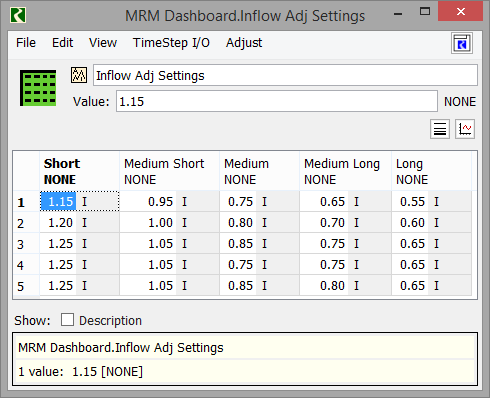 MRM Dashboard.Inflow Adj Settings
File Edit View TimeStep I/O Adjust
Inflow Adj Settings
Value: 1.15 NONE
Short Medium Short Medium Medium Long Long
NONE NONE NONE NONE NONE
1 1.15 I 0.95 I 0.75 I 0.65 I 0.55 I
2 1.20 I 1.00 I 0.80 I 0.70 I 0.60 I
3 1.25 I 1.05 I 0.85 I 0.75 I 0.65 I
4 1.25 I 1.05 I 0.75 I 0.75 I 0.65 I
5 1.25 I 1.05 I 0.85 I 0.80 I 0.65 I
Show: Description
MRM Dashboard.Inflow Adj Settings
1 value: 1.15 [NONE]